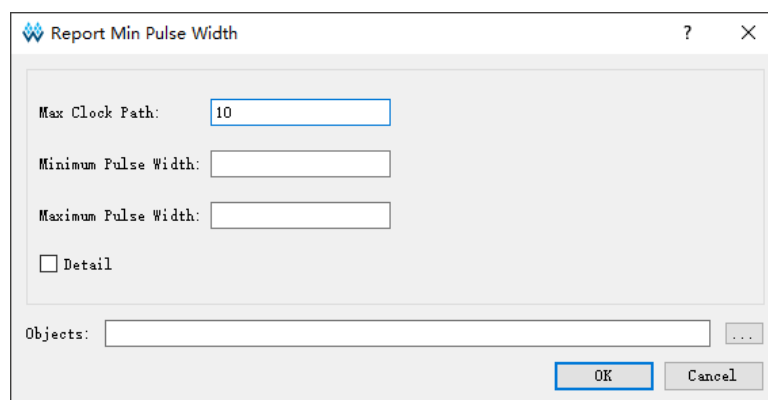 Report Min Pulse Width ?
Max Clock Path: 10
Minimum Pulse Width:
Maximum Pulse Width:
Detail
Objects: ...
OK Cancel